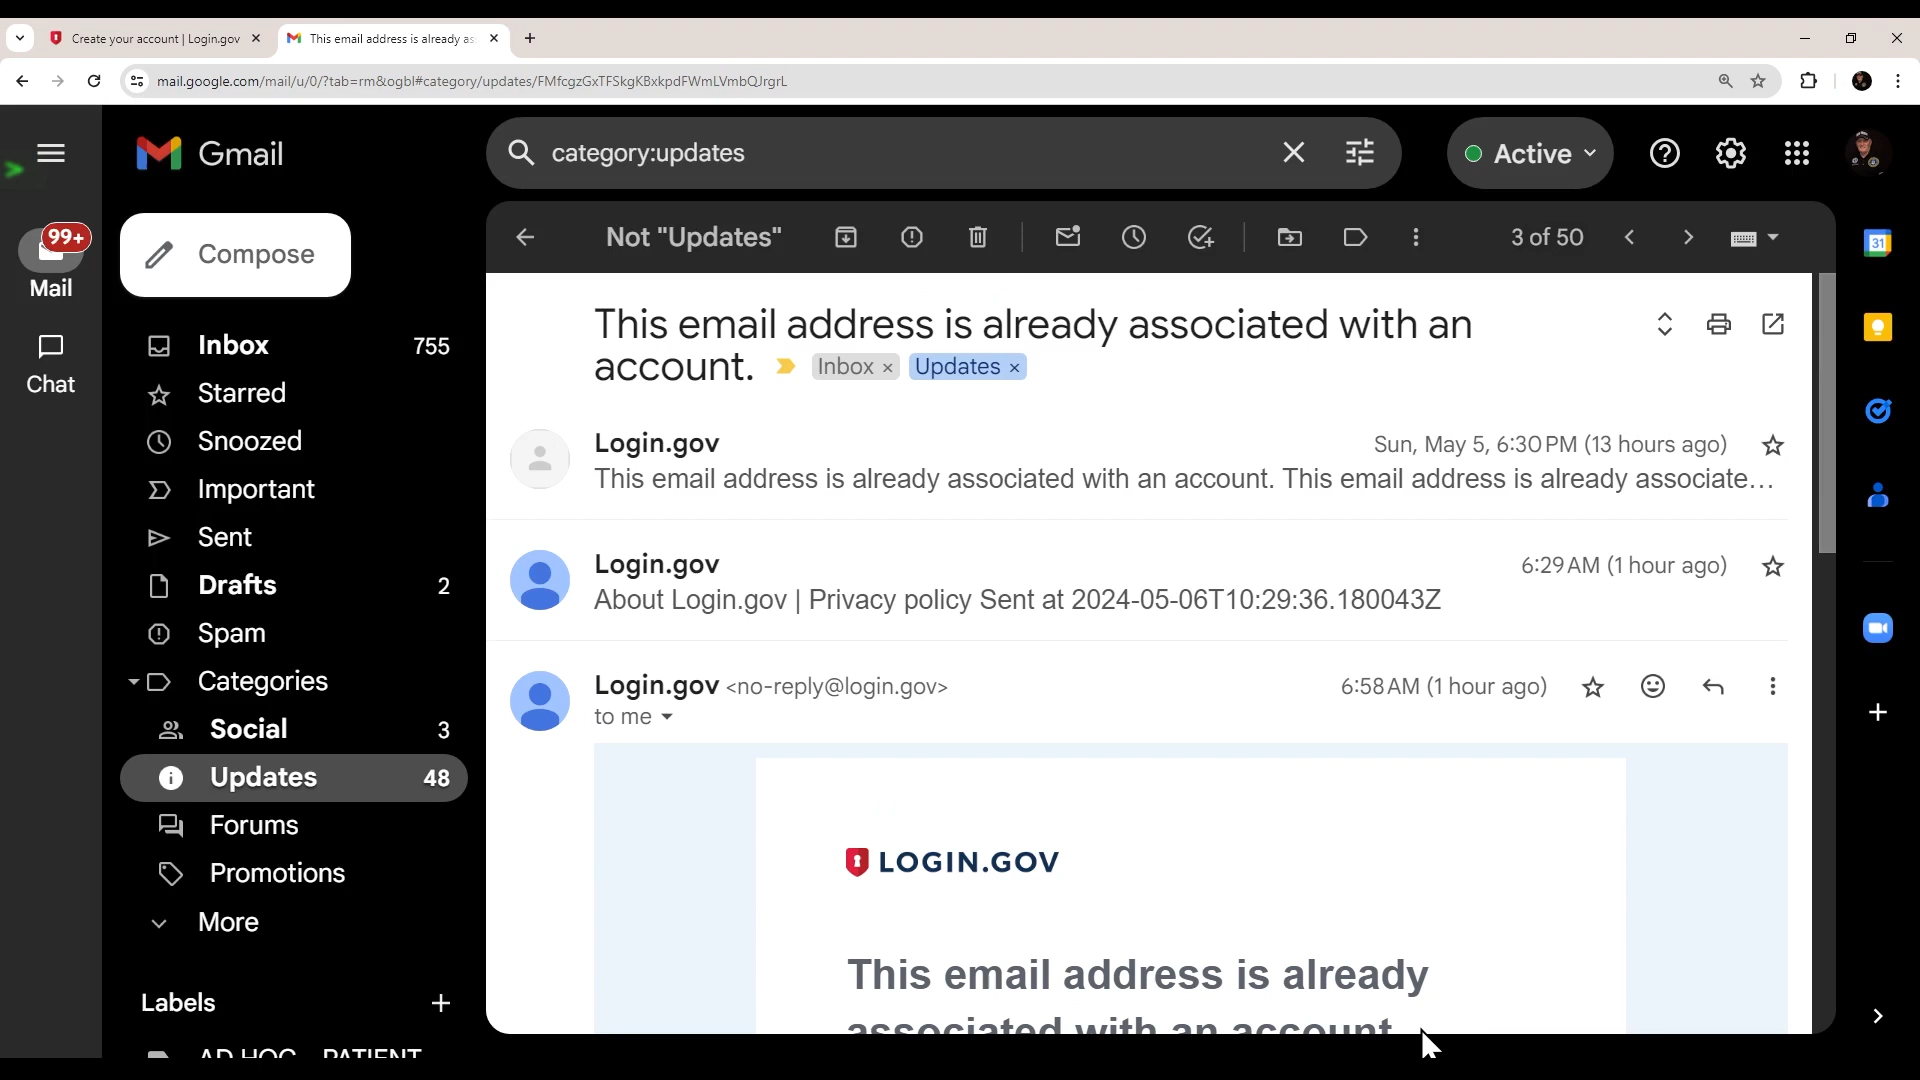 Create your account | Login.gov
This email address is already as
mail.google.com/mail/u/0/?tab=rm&ogbl#category/updates/FMfcgzGxTFSkgKBxkpdFWmLVmbQJrgrL
Gmail
category:updates
Active
99+
Mail
Chat
Compose
Inbox 755
Starred
Snoozed
Important
Sent
Drafts 2
Spam
Categories
Social 3
Updates 48
Forums
Promotions
More
Labels
AD HOC PATIENT
Not "Updates"
3 of 50
31
This email address is already associated with an
account. Inbox × Updates ×
Login.gov Sun, May 5, 6:30 PM (13 hours ago)
This email address is already associated with an account. This email address is already associate…
Login.gov 6:29 AM (1 hour ago)
About Login.gov | Privacy policy Sent at 2024-05-06T10:29:36.180043Z
Login.gov <no-reply@login.gov> 6:58 AM (1 hour ago)
to me
LOGIN.GOV
This email address is already
associated with an account